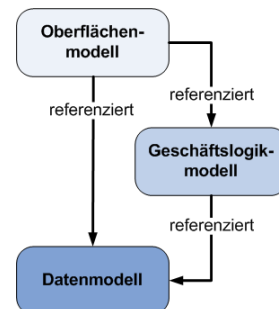 Oberflächen-
modell
referenziert
referenziert
Geschäftslogik-
modell
referenziert
Datenmodell